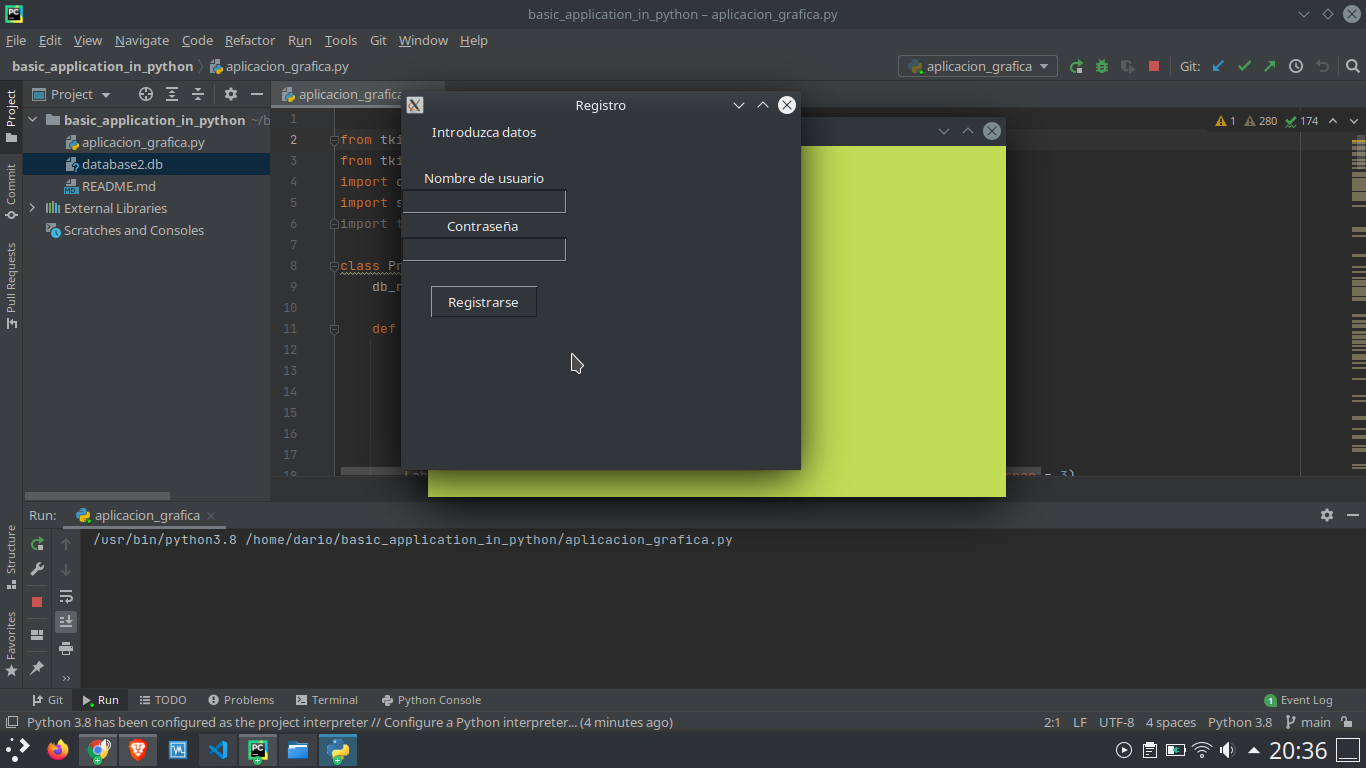 basic_application_in_python – aplicacion_grafica.py
File Edit View Navigate Code Refactor Run Tools Git Window Help
basic_application_in_python aplicacion_grafica.py
aplicacion_grafica
Git:
Project
aplicacion_grafica
basic_application_in_python
aplicacion_grafica.py
database2.db
README.md
External Libraries
Scratches and Consoles
Project
Commit
Pull Requests
Structure
Favorites
1
2 from
3 from
4 import
5 import
6 import
7
8 class
9
10
11 def
12
13
14
15
16
17
18 = 3)
1 280 174
Registro
Introduzca datos
Nombre de usuario
Contraseña
Registrarse
Run: aplicacion_grafica
/usr/bin/python3.8 /home/dario/basic_application_in_python/aplicacion_grafica.py
Git Run TODO Problems Terminal Python Console 1 Event Log
Python 3.8 has been configured as the project interpreter // Configure a Python interpreter... (4 minutes ago) 2:1 LF UTF-8 4 spaces Python 3.8 main
20:36